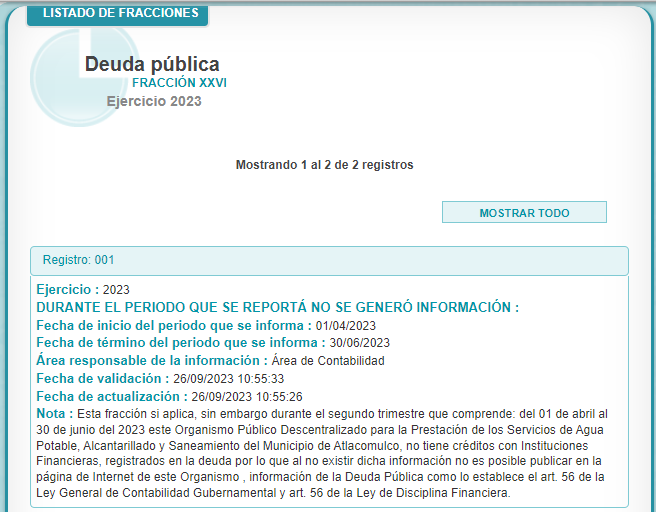 LISTADO DE FRACCIONES
Deuda pública
FRACCIÓN XXVI
Ejercicio 2023
Mostrando 1 al 2 de 2 registros
MOSTRAR TODO
Registro: 001
Ejercicio : 2023
DURANTE EL PERIODO QUE SE REPORTÁ NO SE GENERÓ INFORMACIÓN :
Fecha de inicio del periodo que se informa : 01/04/2023
Fecha de término del periodo que se informa : 30/06/2023
Área responsable de la información : Área de Contabilidad
Fecha de validación : 26/09/2023 10:55:33
Fecha de actualización : 26/09/2023 10:55:26
Nota : Esta fracción si aplica, sin embargo durante el segundo trimestre que comprende: del 01 de abril al
30 de junio del 2023 este Organismo Público Descentralizado para la Prestación de los Servicios de Agua
Potable, Alcantarillado y Saneamiento del Municipio de Atlacomulco, no tiene créditos con Instituciones
Financieras, registrados en la deuda por lo que al no existir dicha información no es posible publicar en la
página de Internet de este Organismo , información de la Deuda Pública como lo establece el art. 56 de la
Ley General de Contabilidad Gubernamental y art. 56 de la Ley de Disciplina Financiera.